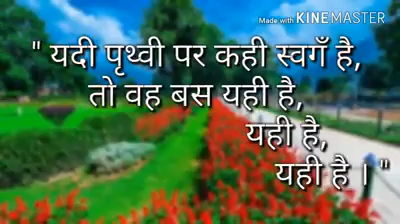 Made with KINEMASTER
" यदी पृथ्वी पर कही स्वगँ है,
तो वह बस यही है,
यही है,
यही है । "